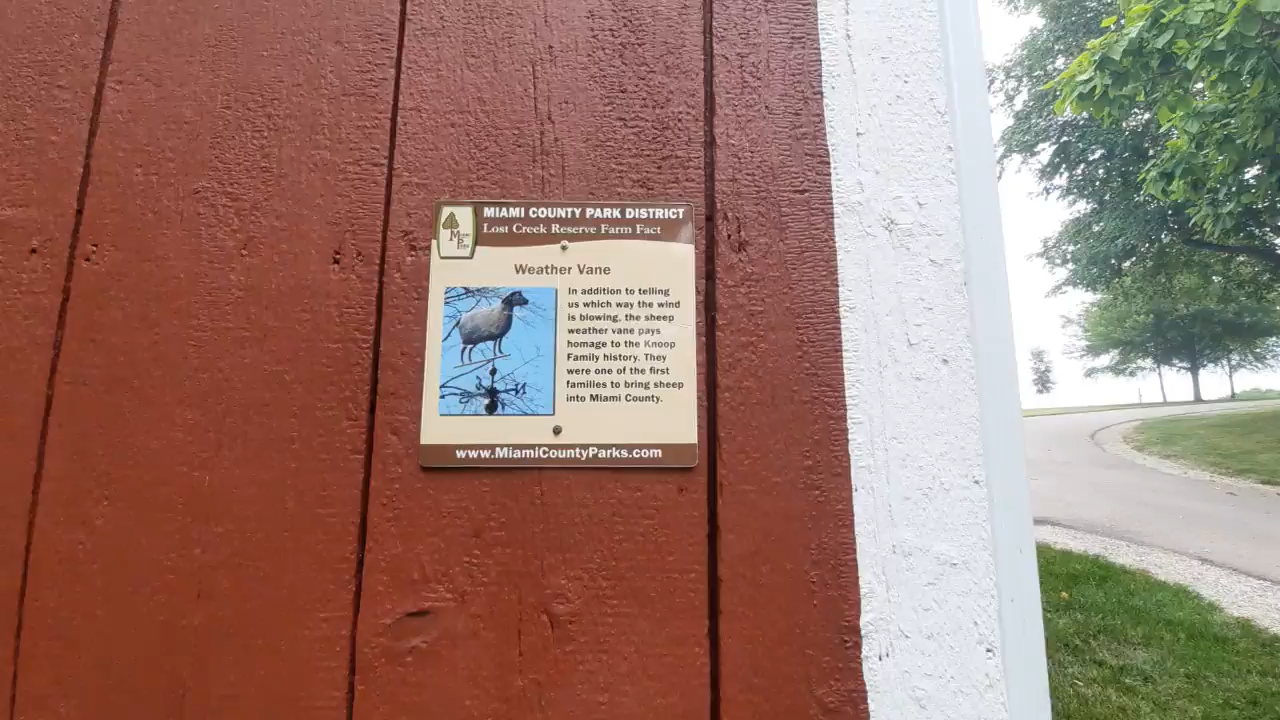 MIAMI COUNTY PARK DISTRICT
Lost Creek Reserve Farm Fact
Weather Vane
In addition to telling
us which way the wind
is blowing, the sheep
weather vane pays
homage to the Knoop
Family history. They
were one of the first
families to bring sheep
into Miami County.
www.MiamiCountyParks.com